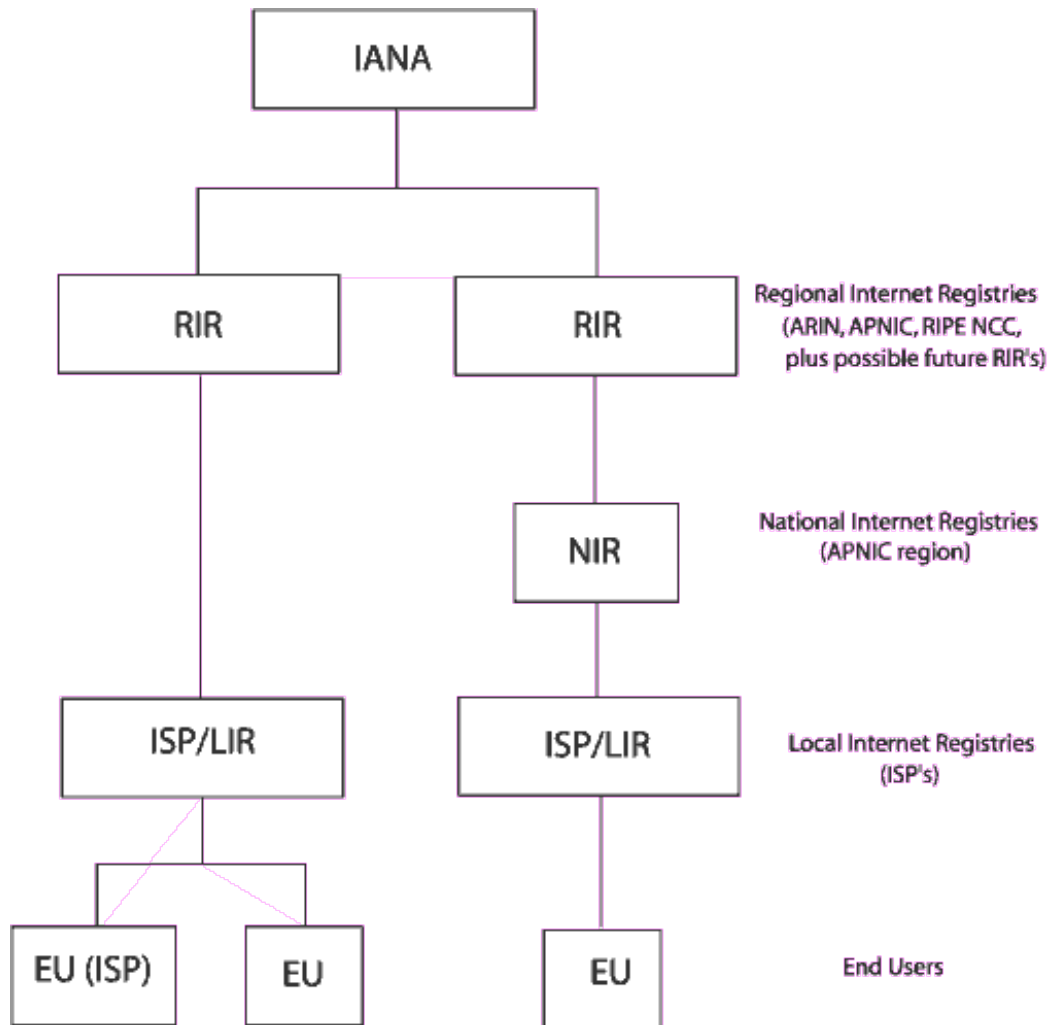 IANA
RIR
RIR
Regional Internet Registries
(ARIN, APNIC, RIPE NCC,
plus possible future RIR's)
NIR
National Internet Registries
(APNIC region)
ISP/LIR
ISP/LIR
Local Internet Registries
(ISP's)
EU (ISP)
EU
EU
End Users